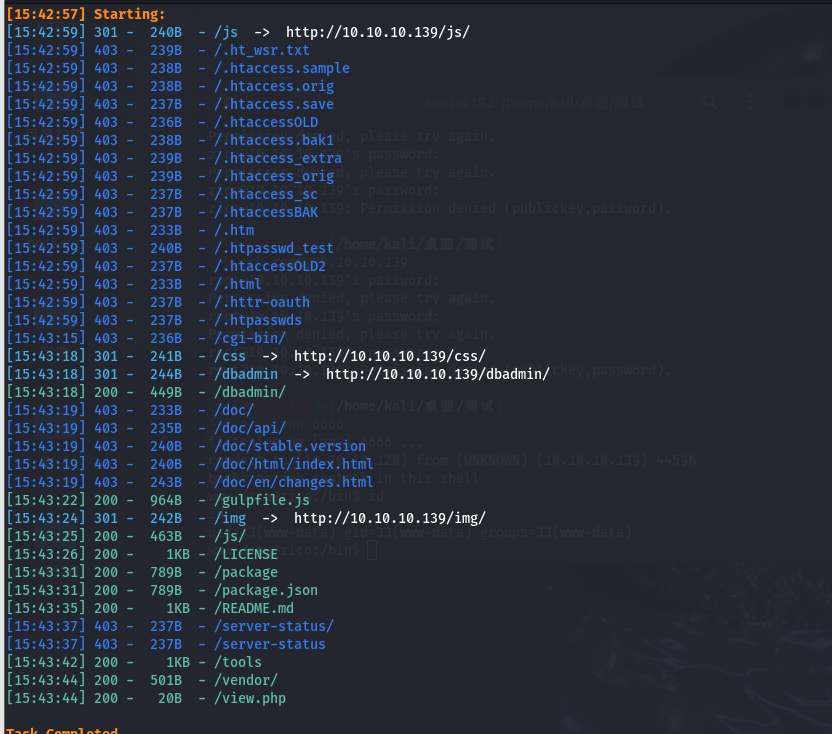 [15:42:57] Starting:
[15:42:59] 301 -  240B  - /js  ->  http://10.10.10.139/js/
[15:42:59] 403 -  239B  - /.ht_wsr.txt
[15:42:59] 403 -  238B  - /.htaccess.sample
[15:42:59] 403 -  238B  - /.htaccess.orig
[15:42:59] 403 -  237B  - /.htaccess.save
[15:42:59] 403 -  236B  - /.htaccessOLD
[15:42:59] 403 -  238B  - /.htaccess.bak1
[15:42:59] 403 -  239B  - /.htaccess_extra
[15:42:59] 403 -  239B  - /.htaccess_orig
[15:42:59] 403 -  237B  - /.htaccess_sc
[15:42:59] 403 -  237B  - /.htaccessBAK
[15:42:59] 403 -  233B  - /.htm
[15:42:59] 403 -  240B  - /.htpasswd_test
[15:42:59] 403 -  237B  - /.htaccessOLD2
[15:42:59] 403 -  233B  - /.html
[15:42:59] 403 -  237B  - /.httr-oauth
[15:42:59] 403 -  237B  - /.htpasswds
[15:43:15] 403 -  236B  - /cgi-bin/
[15:43:18] 301 -  241B  - /css  ->  http://10.10.10.139/css/
[15:43:18] 301 -  244B  - /dbadmin  ->  http://10.10.10.139/dbadmin/
[15:43:18] 200 -  449B  - /dbadmin/
[15:43:19] 403 -  233B  - /doc/
[15:43:19] 403 -  235B  - /doc/api/
[15:43:19] 403 -  240B  - /doc/stable.version
[15:43:19] 403 -  240B  - /doc/html/index.html
[15:43:19] 403 -  243B  - /doc/en/changes.html
[15:43:22] 200 -  964B  - /gulpfile.js
[15:43:24] 301 -  242B  - /img  ->  http://10.10.10.139/img/
[15:43:25] 200 -  463B  - /js/
[15:43:26] 200 -    1KB - /LICENSE
[15:43:31] 200 -  789B  - /package
[15:43:31] 200 -  789B  - /package.json
[15:43:35] 200 -    1KB - /README.md
[15:43:37] 403 -  237B  - /server-status/
[15:43:37] 403 -  237B  - /server-status
[15:43:42] 200 -    1KB - /tools
[15:43:44] 200 -  501B  - /vendor/
[15:43:44] 200 -   20B  - /view.php
Task Completed